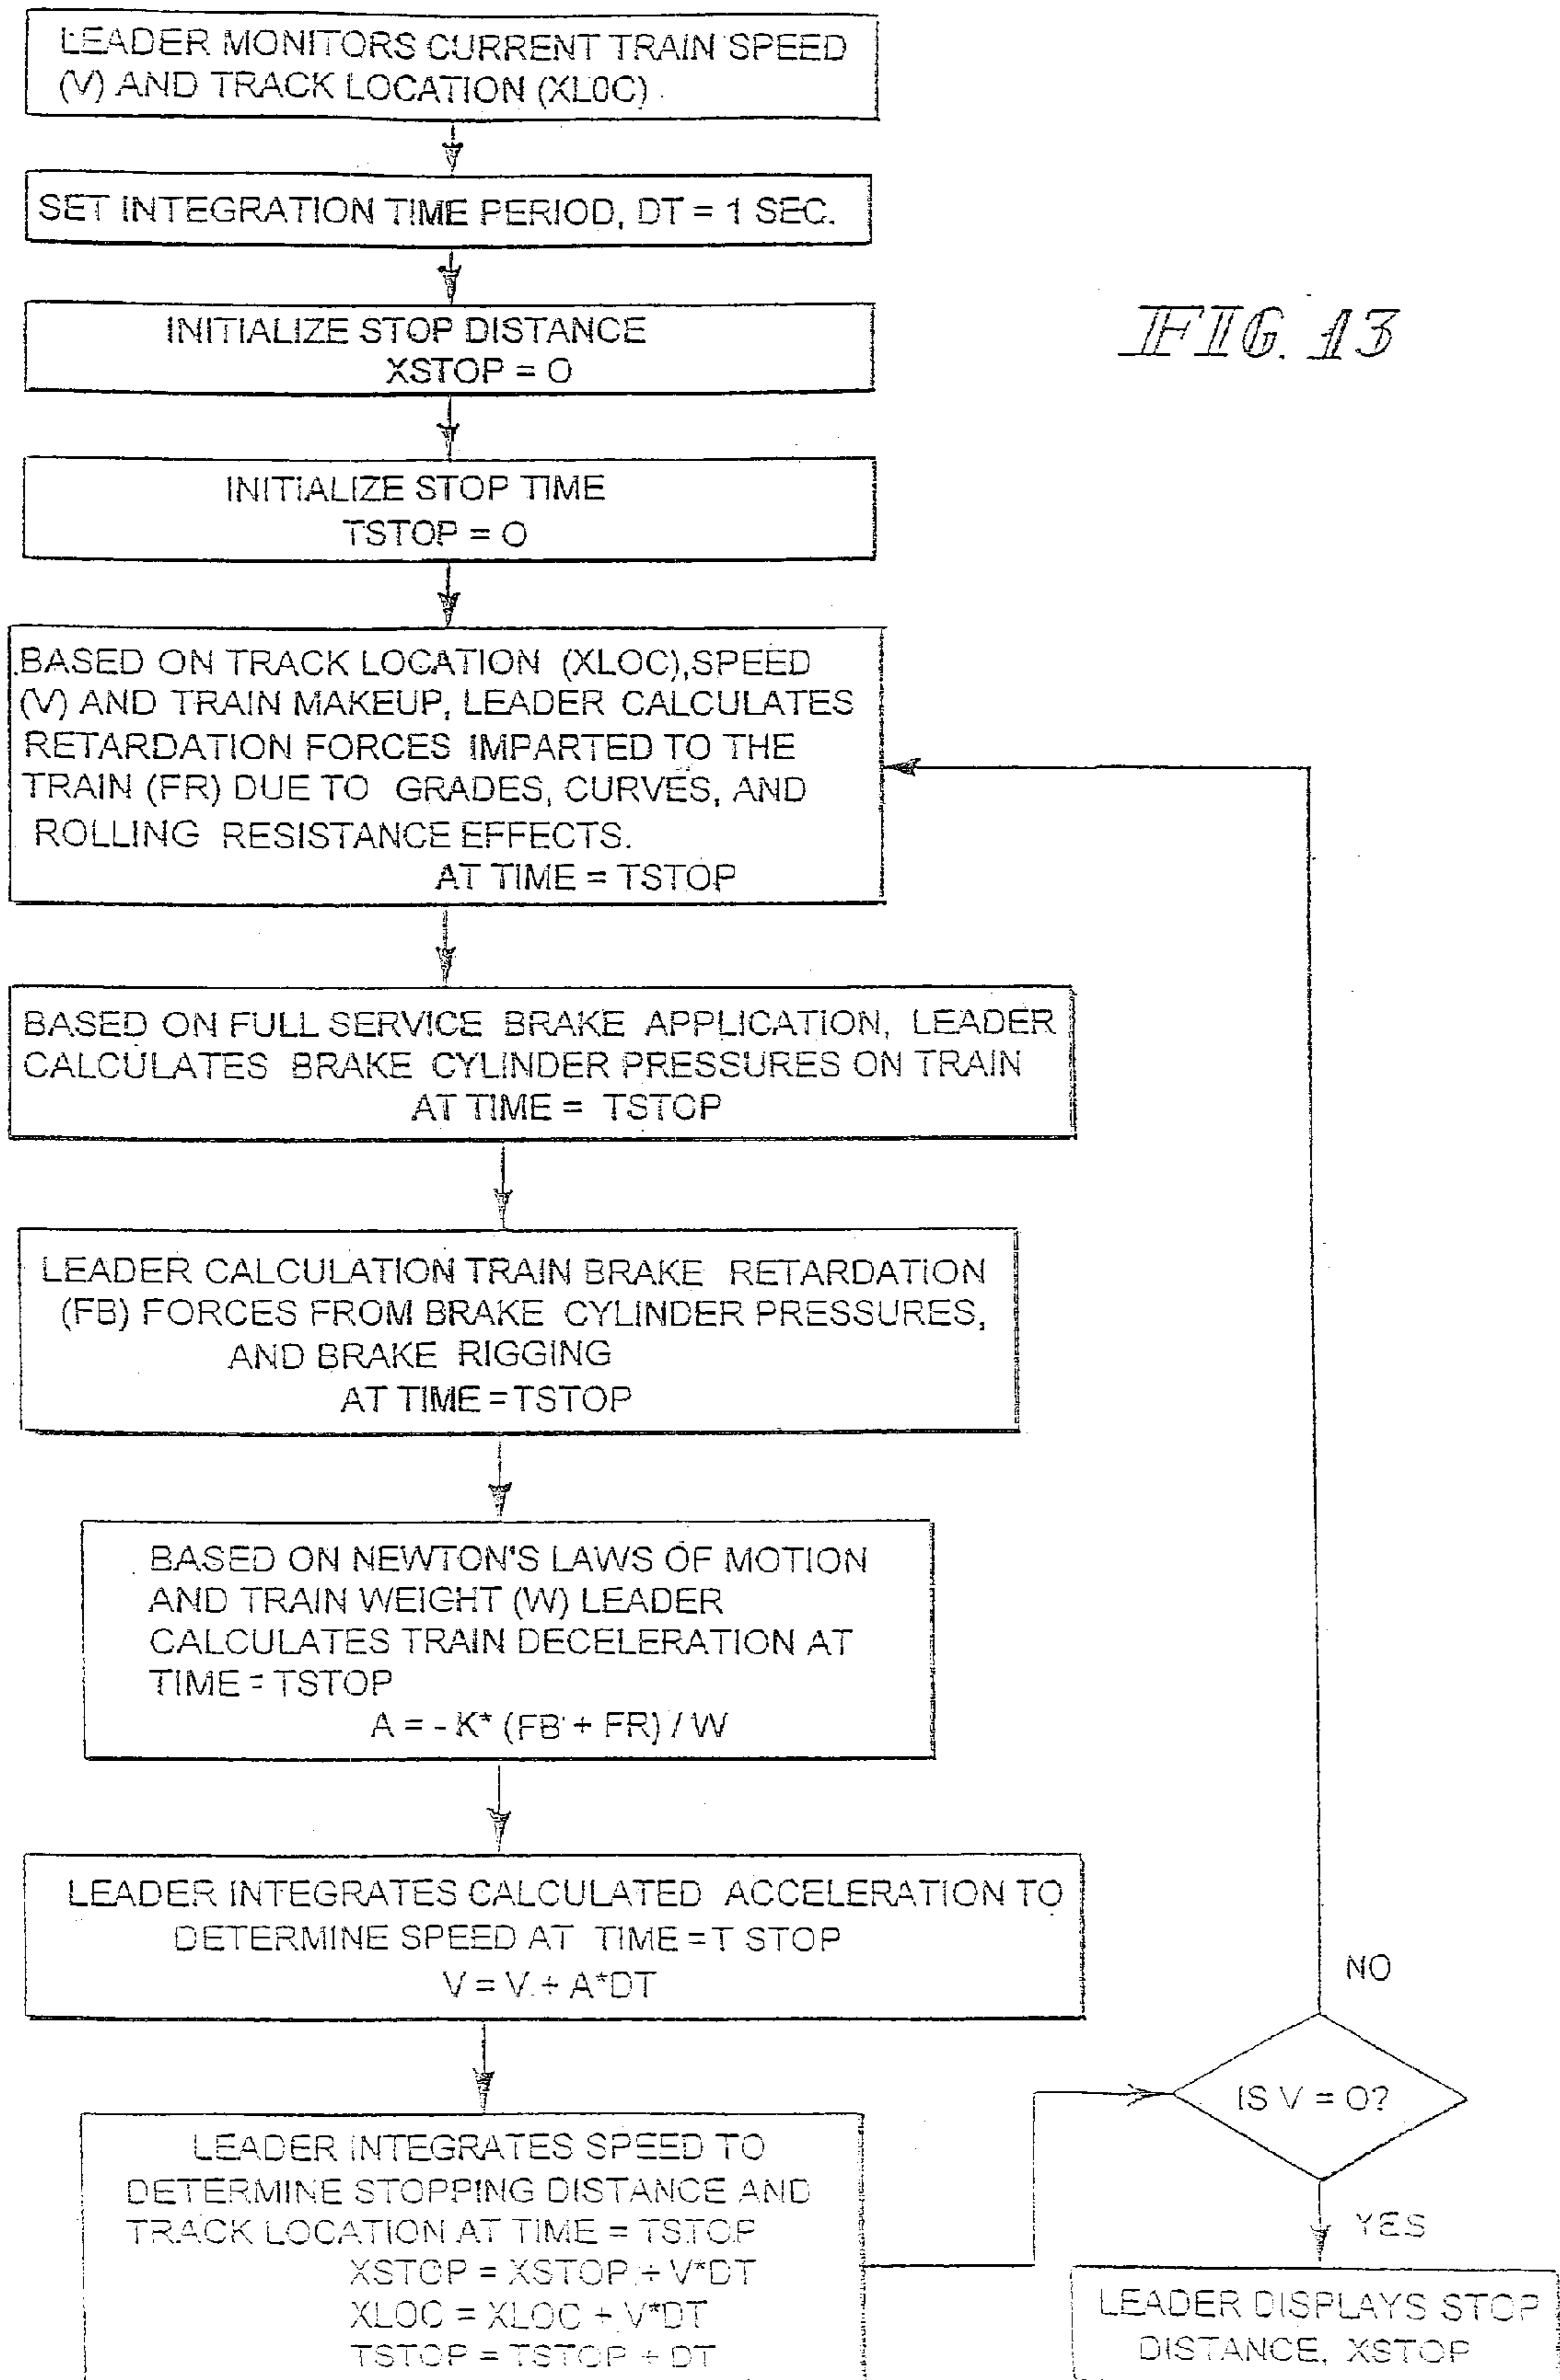 LEADER MONITORS CURRENT TRAIN SPEED
(V) AND TRACK LOCATION (XLOC)
SET INTEGRATION TIME PERIOD, DT = 1 SEC.
INITIALIZE STOP DISTANCE
XSTOP = 0
FIG. 13
INITIALIZE STOP TIME
TSTOP = 0
BASED ON TRACK LOCATION (XLOC),SPEED
(V) AND TRAIN MAKEUP, LEADER CALCULATES
RETARDATION FORCES IMPARTED TO THE
TRAIN (FR) DUE TO GRADES, CURVES, AND
ROLLING RESISTANCE EFFECTS.
AT TIME = TSTOP
BASED ON FULL SERVICE BRAKE APPLICATION, LEADER
CALCULATES BRAKE CYLINDER PRESSURES ON TRAIN
AT TIME = TSTOP
LEADER CALCULATION TRAIN BRAKE RETARDATION
(FB) FORCES FROM BRAKE CYLINDER PRESSURES,
AND BRAKE RIGGING
AT TIME = TSTOP
BASED ON NEWTON'S LAWS OF MOTION
AND TRAIN WEIGHT (W) LEADER
CALCULATES TRAIN DECELERATION AT
TIME = TSTOP
A = - K* (FB + FR) / W
LEADER INTEGRATES CALCULATED ACCELERATION TO
DETERMINE SPEED AT TIME = T STOP
V = V + A*DT
LEADER INTEGRATES SPEED TO
DETERMINE STOPPING DISTANCE AND
TRACK LOCATION AT TIME = TSTOP
XSTOP = XSTOP + V*DT
XLOC = XLOC + V*DT
TSTOP = TSTOP + DT
NO
IS V = 0?
YES
LEADER DISPLAYS STOP
DISTANCE, XSTOP